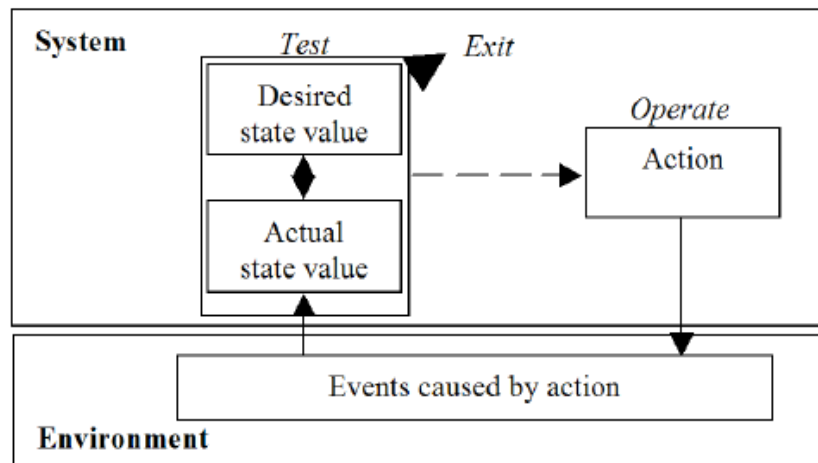 System
Test
Exit
Desired
state value
Operate
Action
Actual
state value
Events caused by action
Environment